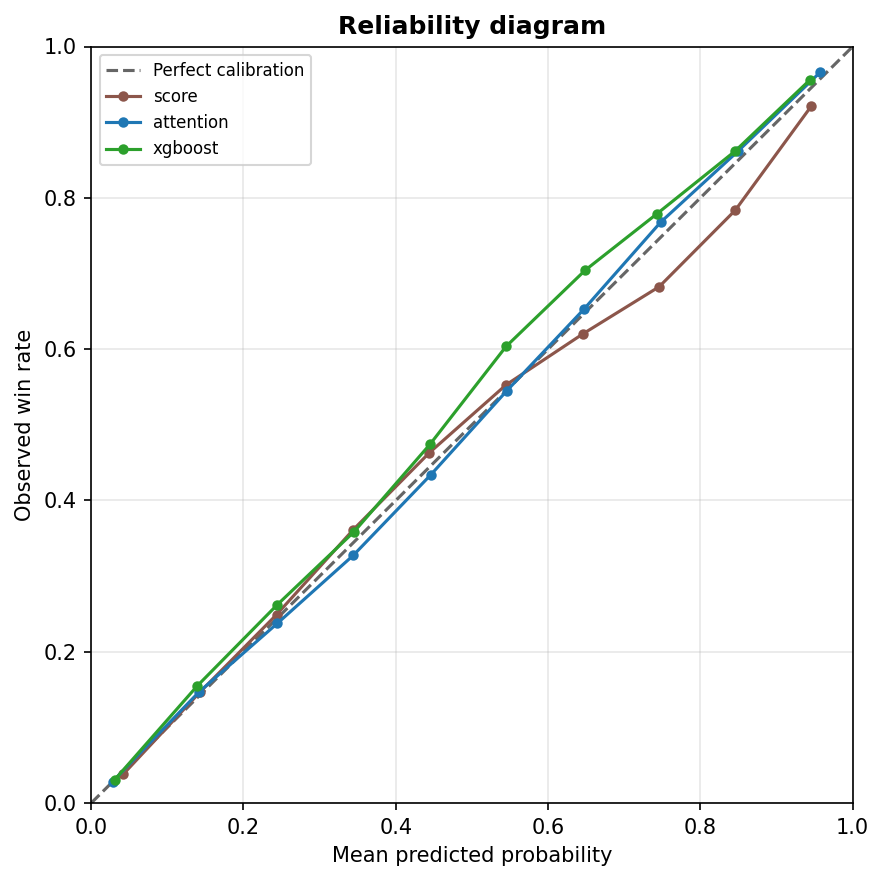 Reliability diagram
Perfect calibration
score
attention
xgboost
1.0
0.8
0.6
0.4
0.2
0.0
Observed win rate
0.0 0.2 0.4 0.6 0.8 1.0
Mean predicted probability